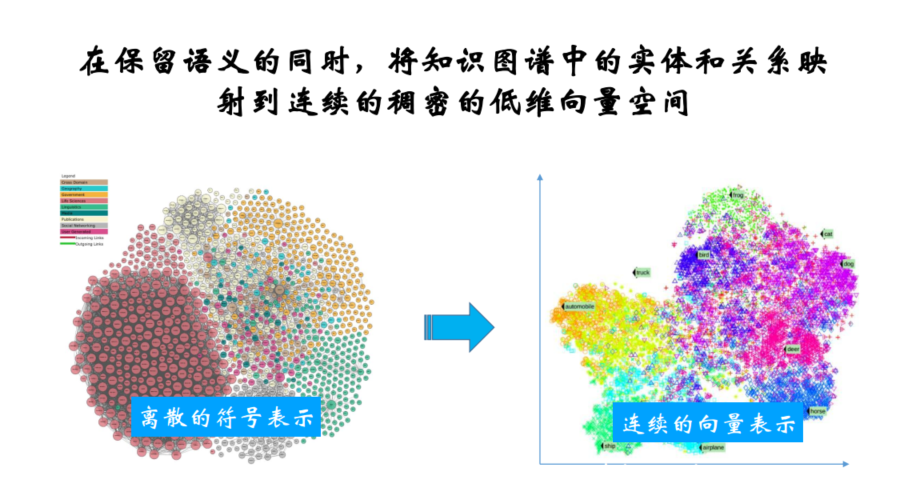 在保留语义的同时，将知识图谱中的实体和关系映
射到连续的稠密的低维向量空间
Legend
Cross Domain
Geography
Government
Life Sciences
Linguistics
Media
Publications
Social Networking
User Generated
Incoming Links
Outgoing Links
离散的符号表示
frog
cat
bird
dog
truck
automobile
deer
horse
连续的向量表示
ship
airplane